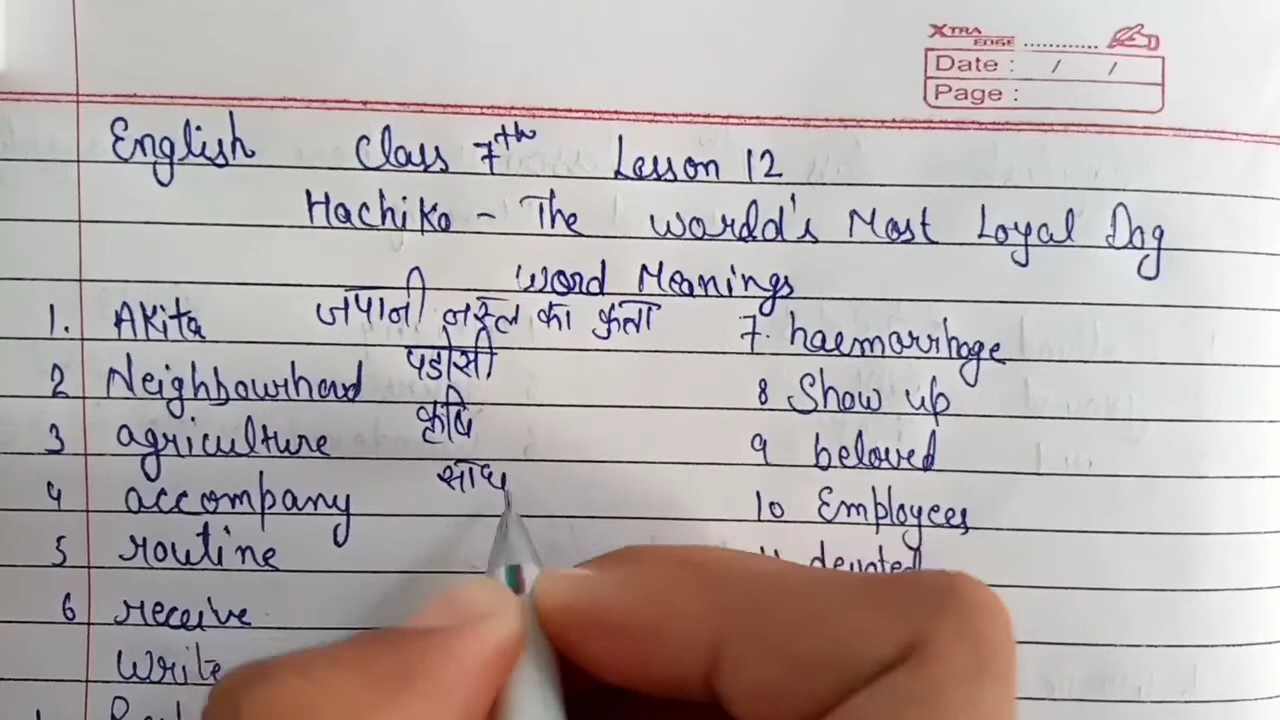 XTRA EDGE ............
Date : / /
Page :
English Class 7th Lesson 12
Hachiko - The Wordd's Most Loyal Dog
Word Meanings
1. Akita जपानी नस्ल का कुता 7. haemorrhage
2 Neighbourhood पडोसी 8 Show up
3 agriculture कृषि 9 beloved
4 accompany साथ 10 Employees
5 routine devoted
6 receive
Write